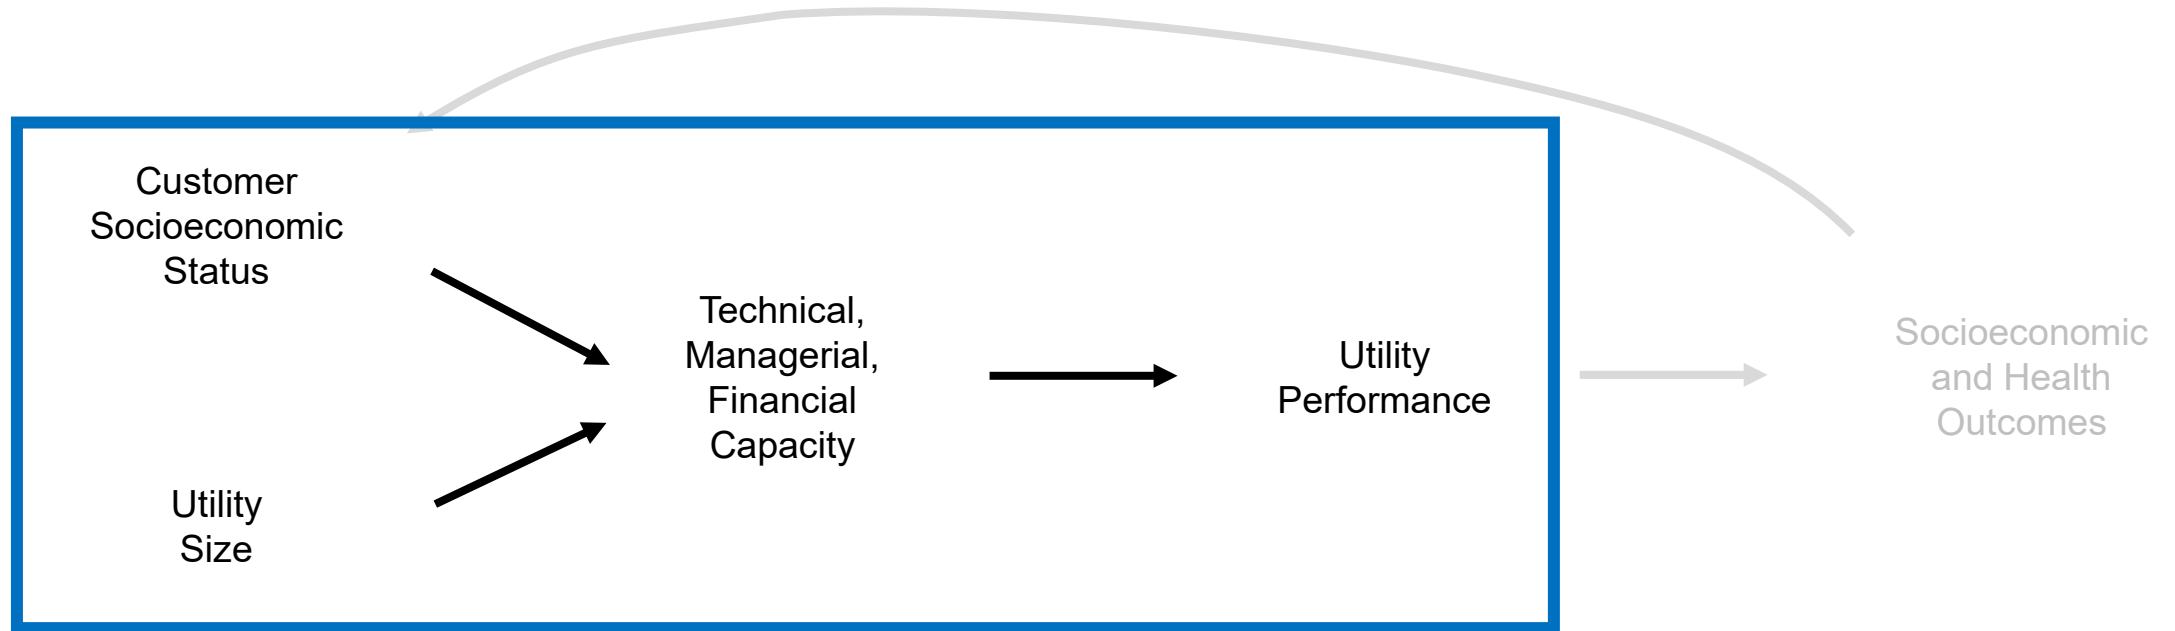 Customer
Socioeconomic
Status
Utility
Size
Technical,
Managerial,
Financial
Capacity
Utility
Performance
Socioeconomic
and Health
Outcomes